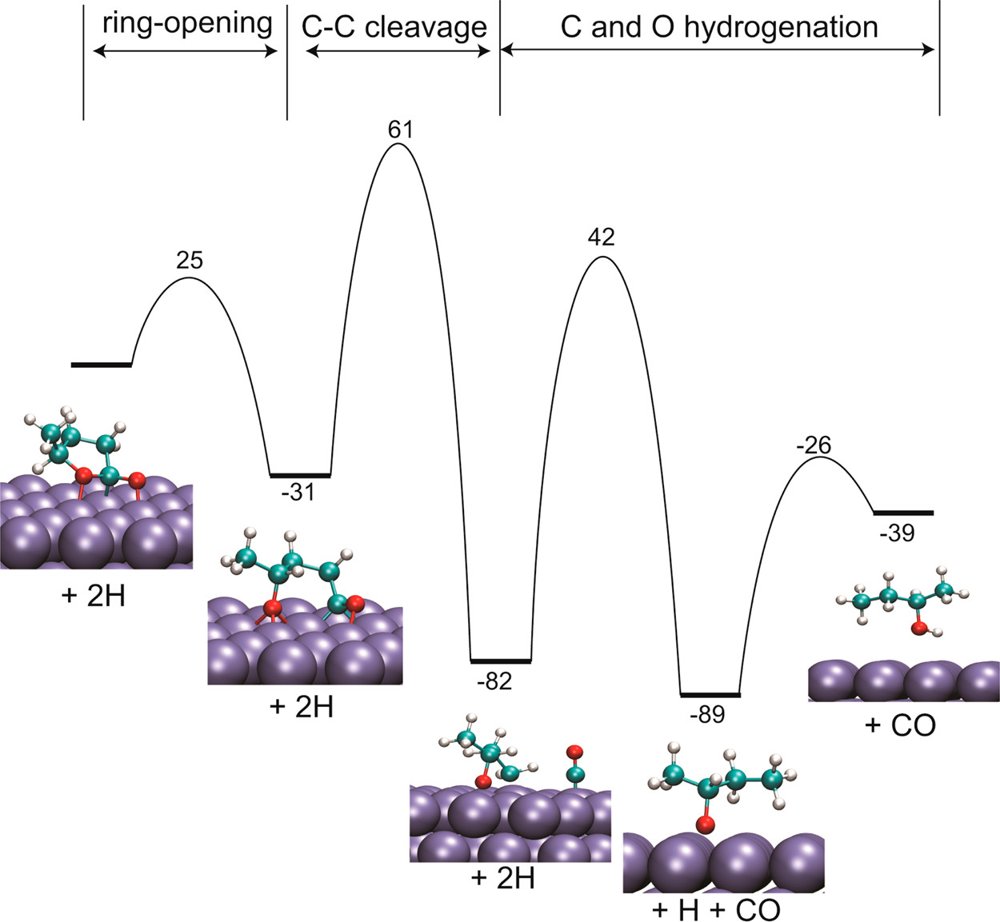 ring-opening
C-C cleavage
C and O hydrogenation
61
42
25
-26
-31
-39
+ 2H
-82
+ 2H
-89
+ CO
+ 2H
+ H + CO